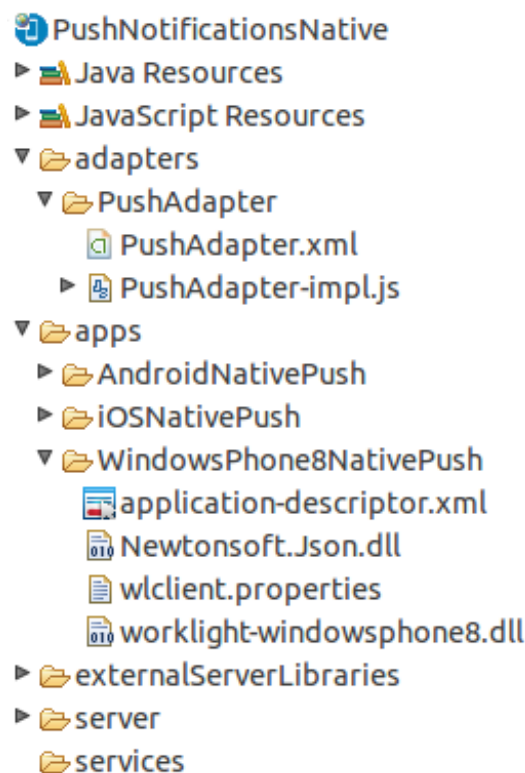 PushNotificationsNative
Java Resources
JavaScript Resources
adapters
PushAdapter
PushAdapter.xml
PushAdapter-impl.js
apps
AndroidNativePush
iOSNativePush
WindowsPhone8NativePush
application-descriptor.xml
Newtonsoft.Json.dll
wlclient.properties
worklight-windowsphone8.dll
externalServerLibraries
server
services